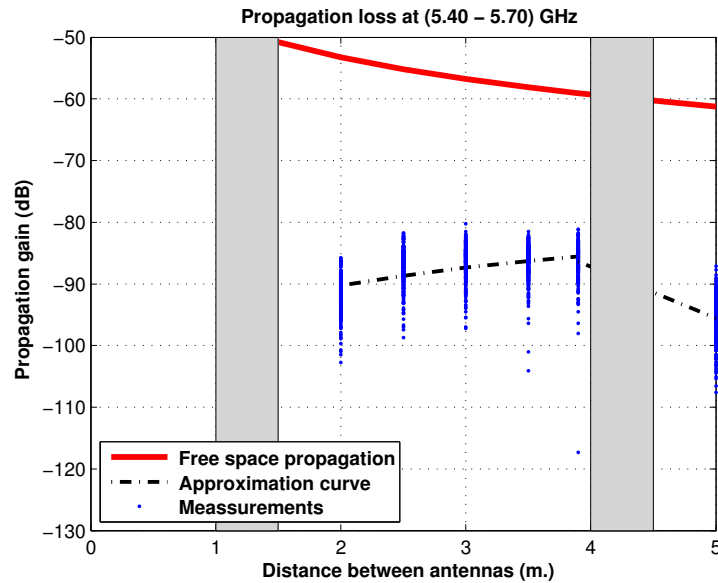 Propagation loss at (5.40 − 5.70) GHz
Propagation gain (dB)
−50
−60
−70
−80
−90
−100
−110
−120
−130
Free space propagation
Approximation curve
Meassurements
0 1 2 3 4 5
Distance between antennas (m.)